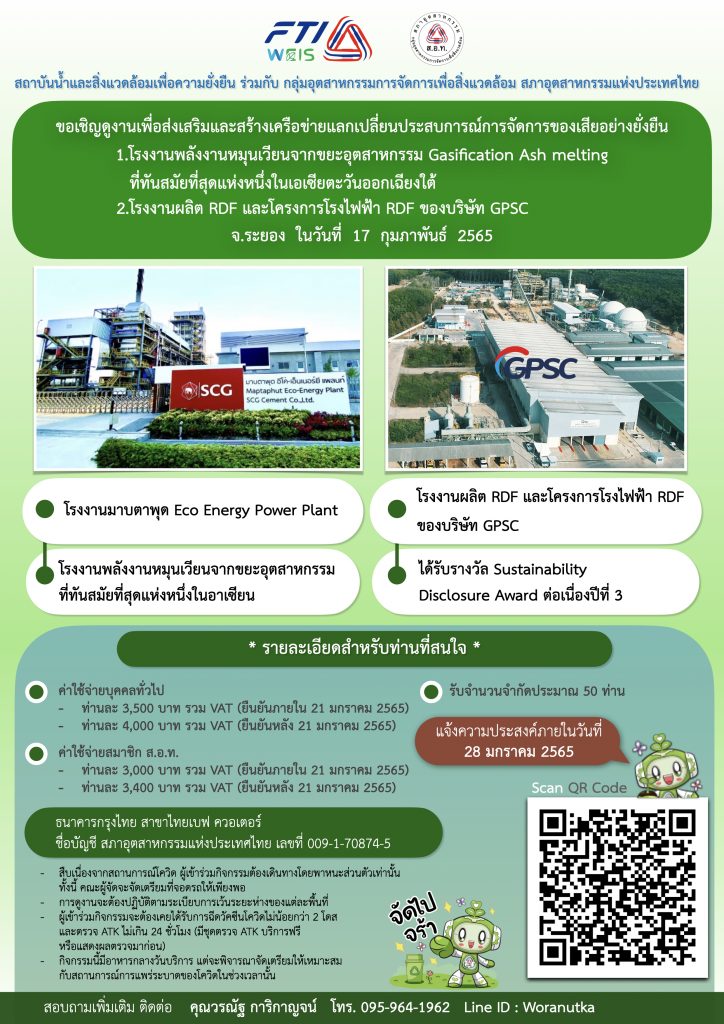 FTI
WEIS
สภาอุตสาหกรรม
ส.อ.ท.
สถาบันน้ำและสิ่งแวดล้อมเพื่อความยั่งยืน ร่วมกับ กลุ่มอุตสาหกรรมการจัดการเพื่อสิ่งแวดล้อม สภาอุตสาหกรรมแห่งประเทศไทย
ขอเชิญดูงานเพื่อส่งเสริมและสร้างเครือข่ายแลกเปลี่ยนประสบการณ์การจัดการของเสียอย่างยั่งยืน
1.โรงงานพลังงานหมุนเวียนจากขยะอุตสาหกรรม Gasification Ash melting
ที่ทันสมัยที่สุดแห่งหนึ่งในเอเซียตะวันออกเฉียงใต้
2.โรงงานผลิต RDF และโครงการโรงไฟฟ้า RDF ของบริษัท GPSC
จ.ระยอง ในวันที่ 17 กุมภาพันธ์ 2565
SCG
มาบตาพุด อีโค่-เอ็นเนอร์ยี แพลนท์
Maptaphut Eco-Energy Plant
SCG Cement Co.,Ltd.
GPSC
โรงงานมาบตาพุด Eco Energy Power Plant
โรงงานผลิต RDF และโครงการโรงไฟฟ้า RDF
ของบริษัท GPSC
โรงงานพลังงานหมุนเวียนจากขยะอุตสาหกรรม
ที่ทันสมัยที่สุดแห่งหนึ่งในอาเซียน
ได้รับรางวัล Sustainability
Disclosure Award ต่อเนื่องปีที่ 3
* รายละเอียดสำหรับท่านที่สนใจ *
ค่าใช้จ่ายบุคคลทั่วไป
- ท่านละ 3,500 บาท รวม VAT (ยืนยันภายใน 21 มกราคม 2565)
- ท่านละ 4,000 บาท รวม VAT (ยืนยันหลัง 21 มกราคม 2565)
ค่าใช้จ่ายสมาชิก ส.อ.ท.
- ท่านละ 3,000 บาท รวม VAT (ยืนยันภายใน 21 มกราคม 2565)
- ท่านละ 3,400 บาท รวม VAT (ยืนยันหลัง 21 มกราคม 2565)
รับจำนวนจำกัดประมาณ 50 ท่าน
แจ้งความประสงค์ภายในวันที่
28 มกราคม 2565
Scan QR Code
ธนาคารกรุงไทย สาขาไทยเบฟ ควอเตอร์
ชื่อบัญชี สภาอุตสาหกรรมแห่งประเทศไทย เลขที่ 009-1-70874-5
- สืบเนื่องจากสถานการณ์โควิด ผู้เข้าร่วมกิจกรรมต้องเดินทางโดยพาหนะส่วนตัวเท่านั้น
ทั้งนี้ คณะผู้จัดจะจัดเตรียมที่จอดรถให้เพียงพอ
- การดูงานจะต้องปฏิบัติตามระเบียบการเว้นระยะห่างของแต่ละพื้นที่
- ผู้เข้าร่วมกิจกรรมจะต้องเคยได้รับการฉีดวัคซีนโควิดไม่น้อยกว่า 2 โดส
และตรวจ ATK ไม่เกิน 24 ชั่วโมง (มีชุดตรวจ ATK บริการฟรี
หรือแสดงผลตรวจมาก่อน)
- กิจกรรมนี้มีอาหารกลางวันบริการ แต่จะพิจารณาจัดเตรียมให้เหมาะสม
กับสถานการณ์การแพร่ระบาดของโควิดในช่วงเวลานั้น
จัดไป
จร้า
สอบถามเพิ่มเติม ติดต่อ คุณวรณัฐ การิกาญจน์ โทร. 095-964-1962 Line ID : Woranutka